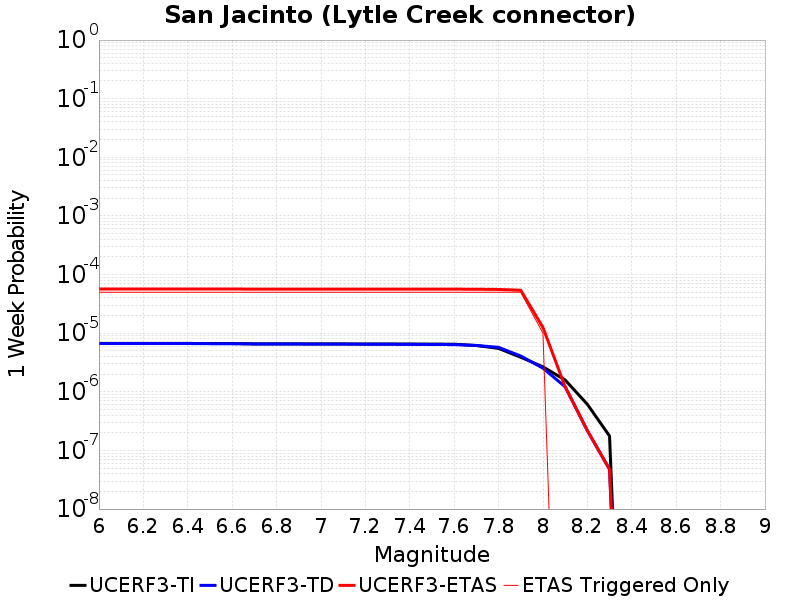 San Jacinto (Lytle Creek connector)
1 Week Probability
10^0
10^-1
10^-2
10^-3
10^-4
10^-5
10^-6
10^-7
10^-8
6 6.2 6.4 6.6 6.8 7 7.2 7.4 7.6 7.8 8 8.2 8.4 8.6 8.8 9
Magnitude
UCERF3-TI UCERF3-TD UCERF3-ETAS ETAS Triggered Only